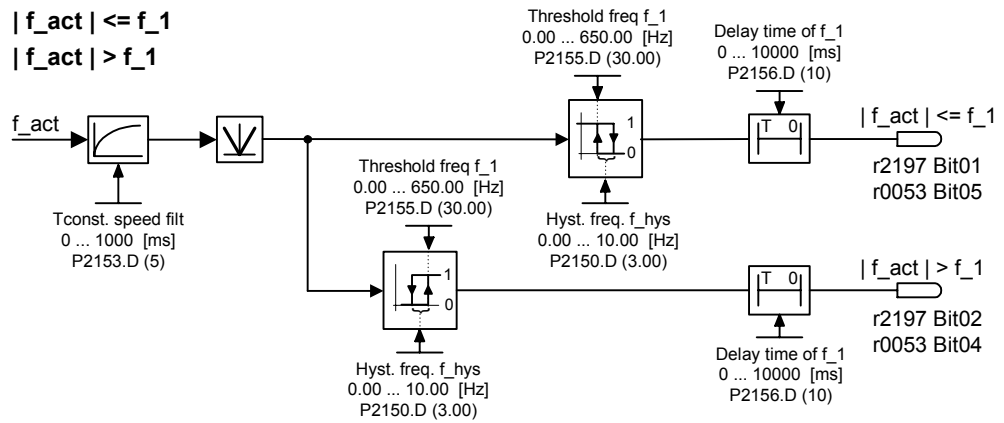 | f_act | <= f_1
| f_act | > f_1
f_act
Tconst. speed filt
0 ... 1000 [ms]
P2153.D (5)
Threshold freq f_1
0.00 ... 650.00 [Hz]
P2155.D (30.00)
1
0
Hyst. freq. f_hys
0.00 ... 10.00 [Hz]
P2150.D (3.00)
Delay time of f_1
0 ... 10000 [ms]
P2156.D (10)
T 0
| f_act | <= f_1
r2197 Bit01
r0053 Bit05
Threshold freq f_1
0.00 ... 650.00 [Hz]
P2155.D (30.00)
1
0
Hyst. freq. f_hys
0.00 ... 10.00 [Hz]
P2150.D (3.00)
T 0
Delay time of f_1
0 ... 10000 [ms]
P2156.D (10)
| f_act | > f_1
r2197 Bit02
r0053 Bit04